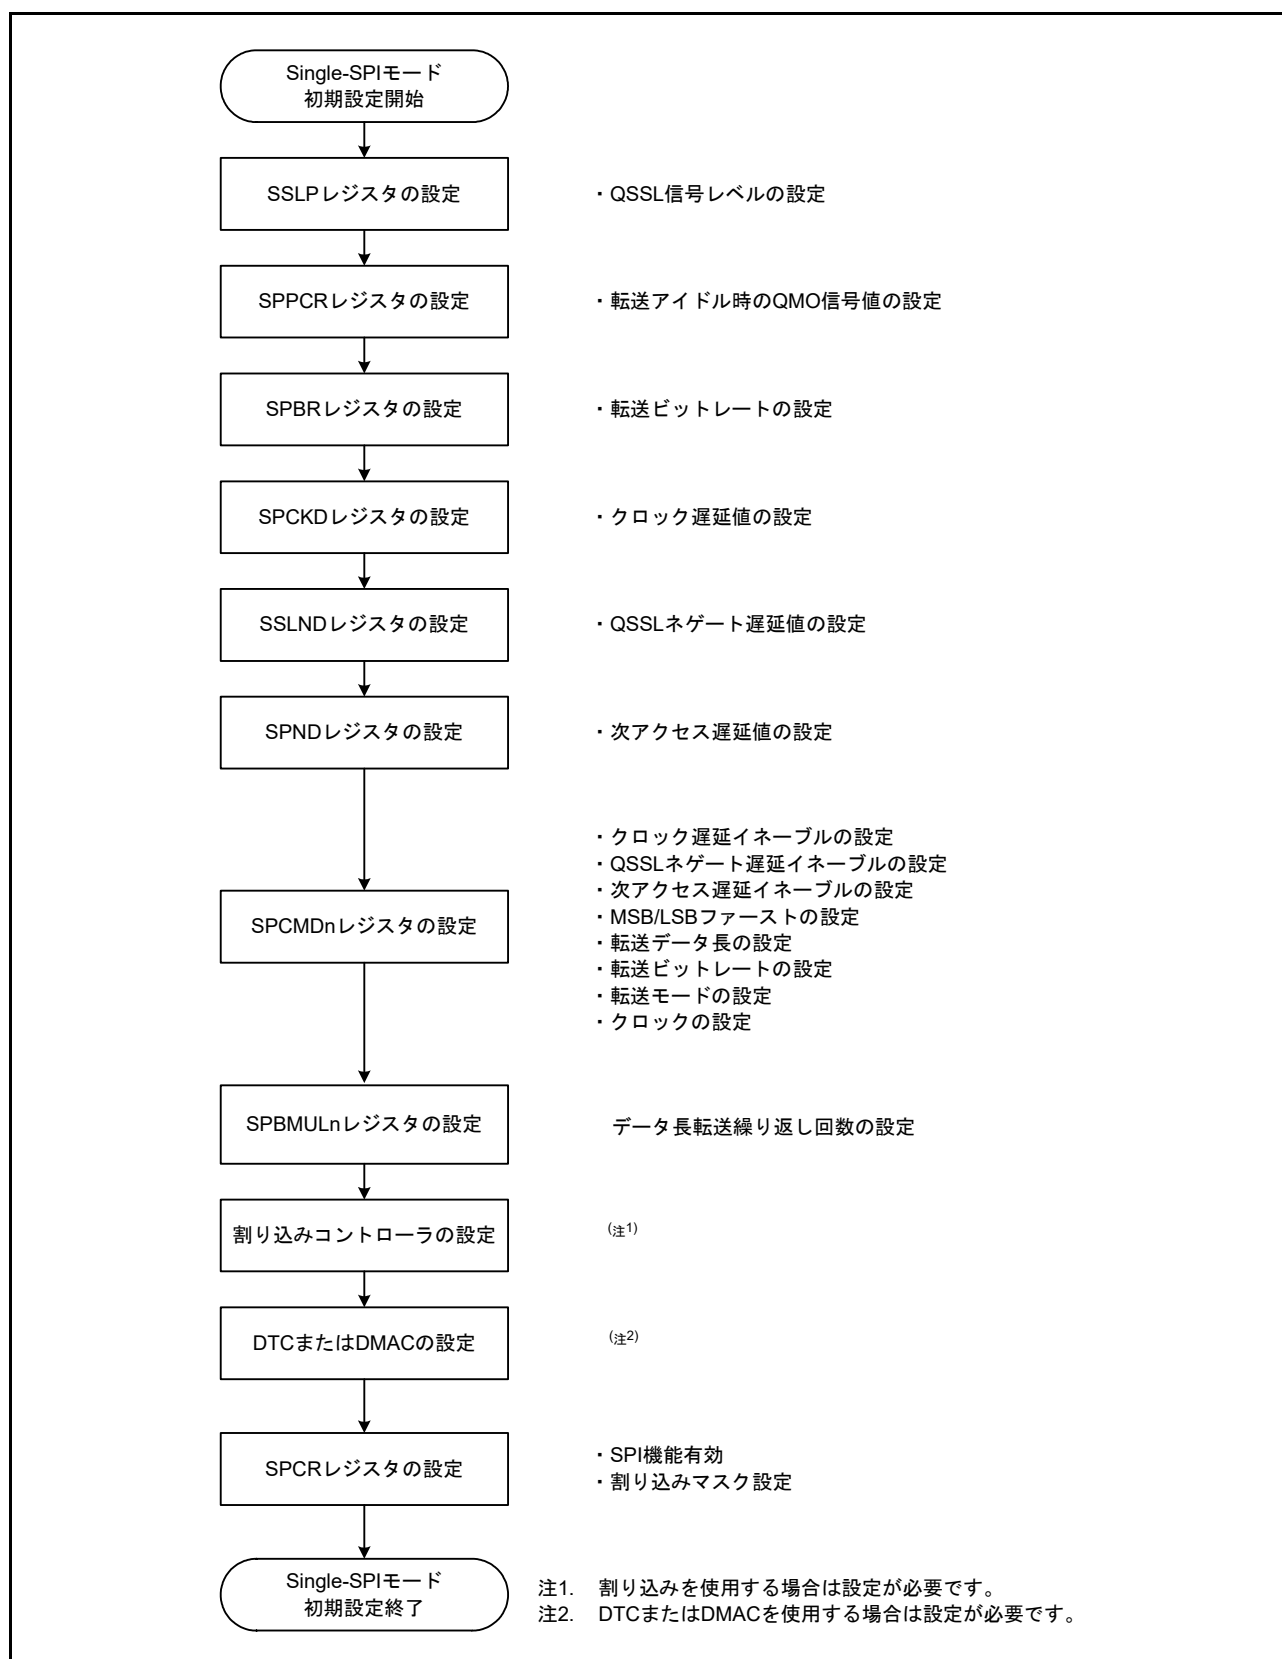 Single-SPIモード
初期設定開始
SSLPレジスタの設定
・QSSL信号レベルの設定
SPPCRレジスタの設定
・転送アイドル時のQMO信号値の設定
SPBRレジスタの設定
・転送ビットレートの設定
SPCKDレジスタの設定
・クロック遅延値の設定
SSLNDレジスタの設定
・QSSLネゲート遅延値の設定
SPNDレジスタの設定
・次アクセス遅延値の設定
SPCMDnレジスタの設定
・クロック遅延イネーブルの設定
・QSSLネゲート遅延イネーブルの設定
・次アクセス遅延イネーブルの設定
・MSB/LSBファーストの設定
・転送データ長の設定
・転送ビットレートの設定
・転送モードの設定
・クロックの設定
SPBMULnレジスタの設定
データ長転送繰り返し回数の設定
割り込みコントローラの設定
(注1)
DTCまたはDMACの設定
(注2)
SPCRレジスタの設定
・SPI機能有効
・割り込みマスク設定
Single-SPIモード
初期設定終了
注1. 割り込みを使用する場合は設定が必要です。
注2. DTCまたはDMACを使用する場合は設定が必要です。